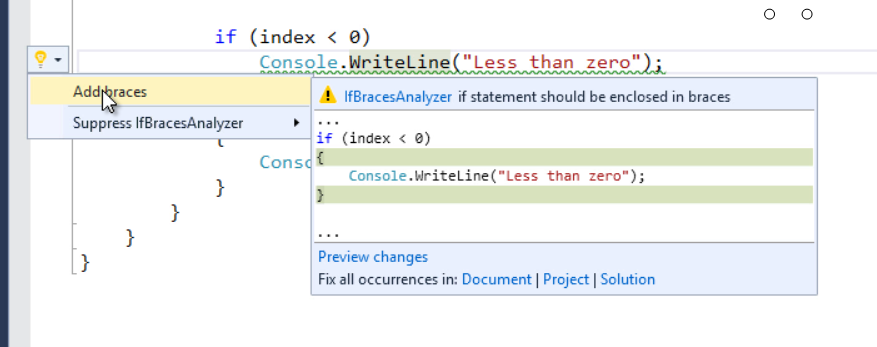 if (index < 0)
Console.WriteLine("Less than zero");
Add braces
Suppress IfBracesAnalyzer
IfBracesAnalyzer if statement should be enclosed in braces
...
if (index < 0)
{
Console.WriteLine("Less than zero");
}
...
Preview changes
Fix all occurrences in: Document | Project | Solution
{
Conso
}
}
}
}